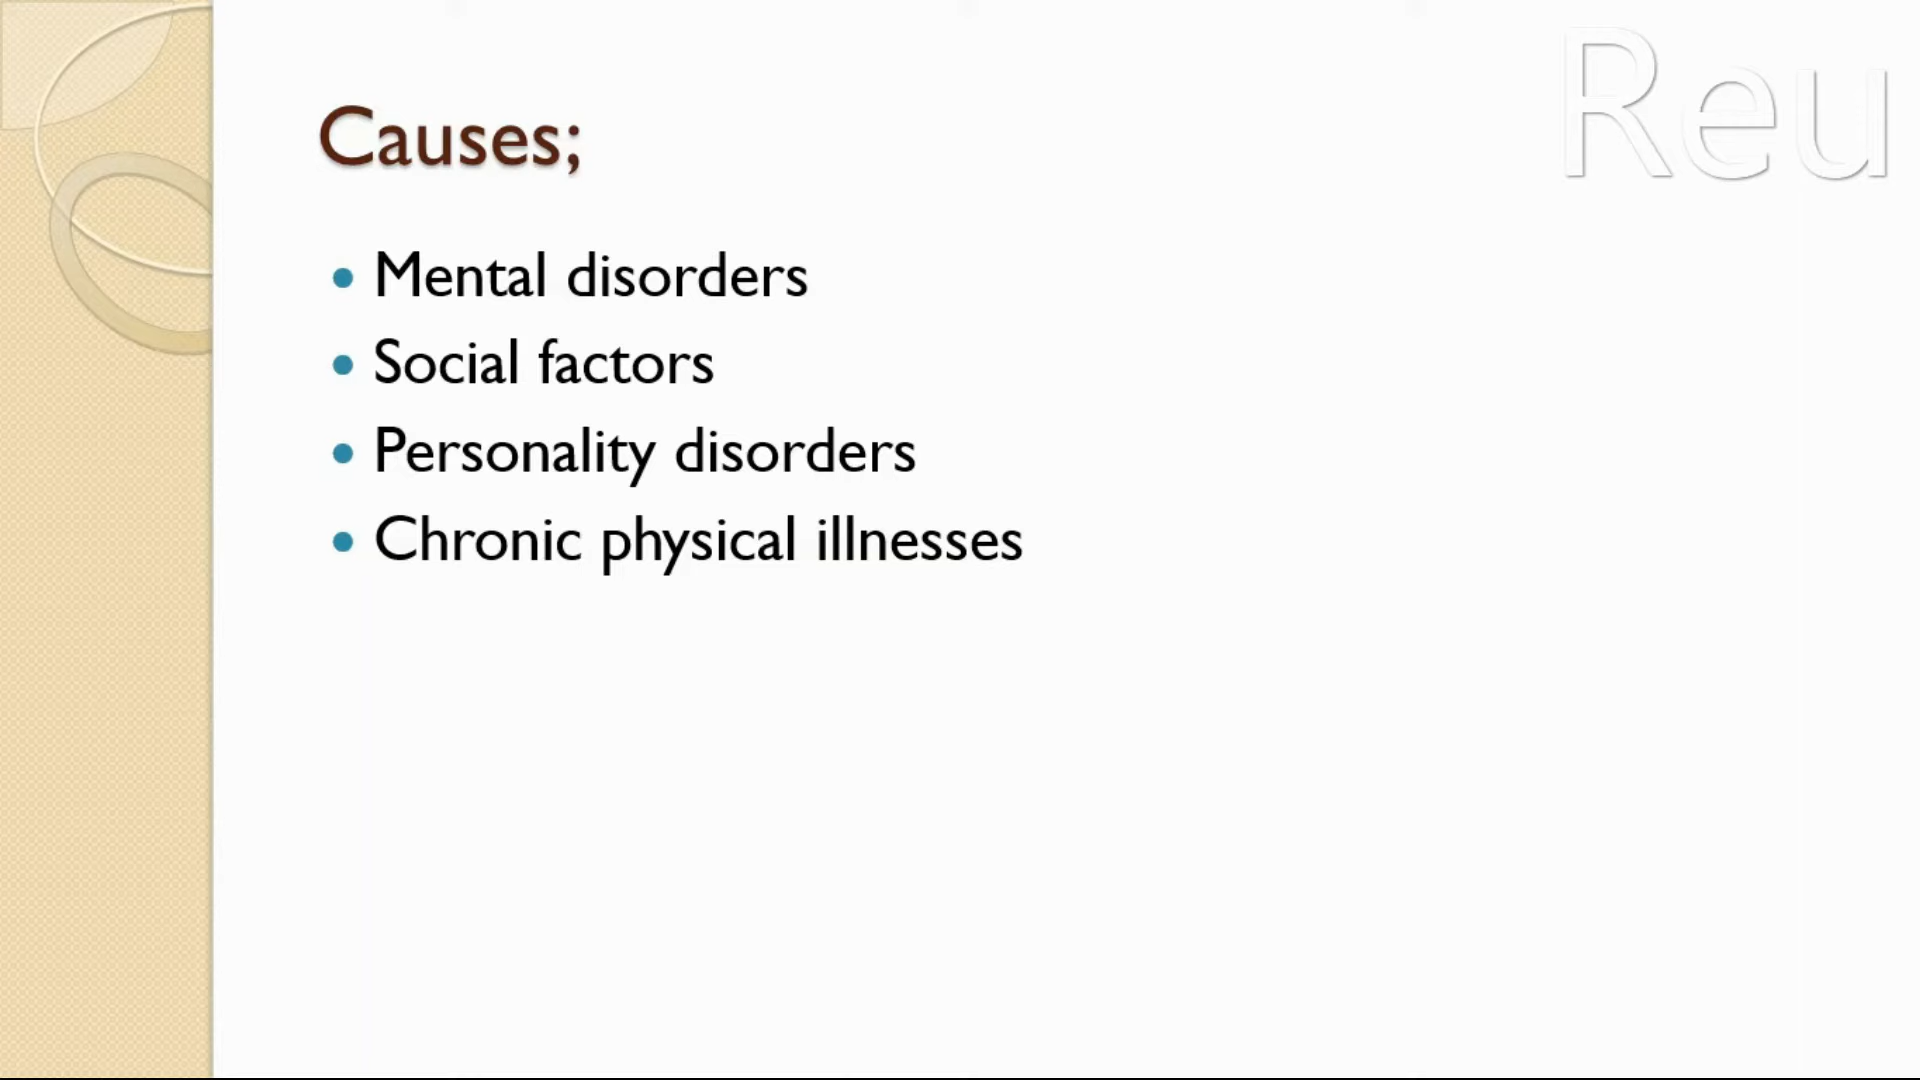 Reu
Causes;
Mental disorders
Social factors
Personality disorders
Chronic physical illnesses